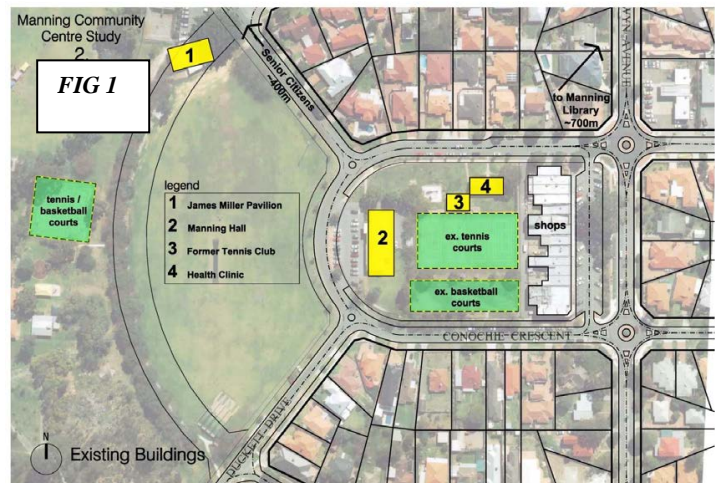 Manning Community
Centre Study
2.
FIG 1
1
Senior Citizens
~400m
to Manning
Library
~700m
tennis /
basketball
courts
legend
1 James Miller Pavilion
2 Manning Hall
3 Former Tennis Club
4 Health Clinic
4
3
2
ex. tennis
courts
shops
ex. basketball
courts
CONOCHIE CRESCENT
DUCKETT DRIVE
N
Existing Buildings